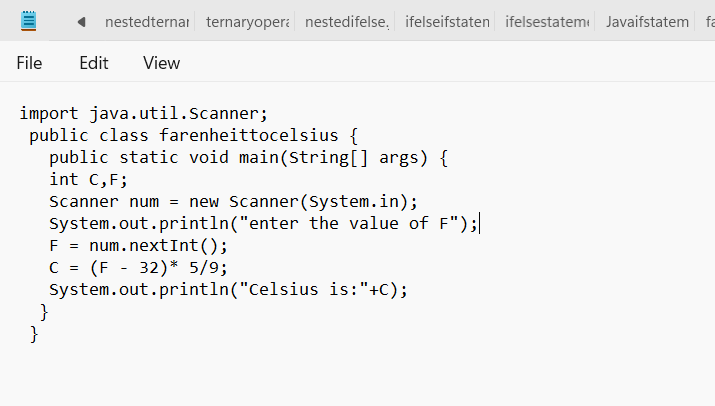 nestedternar
ternaryopera
nestedifelse.
ifelseifstaten
ifelsestateme
Javaifstatem
fa
File
Edit
View
import java.util.Scanner;
public class farenheittocelsius {
public static void main(String[] args) {
int C,F;
Scanner num = new Scanner(System.in);
System.out.println("enter the value of F");
F = num.nextInt();
C = (F - 32)* 5/9;
System.out.println("Celsius is:"+C);
}
}